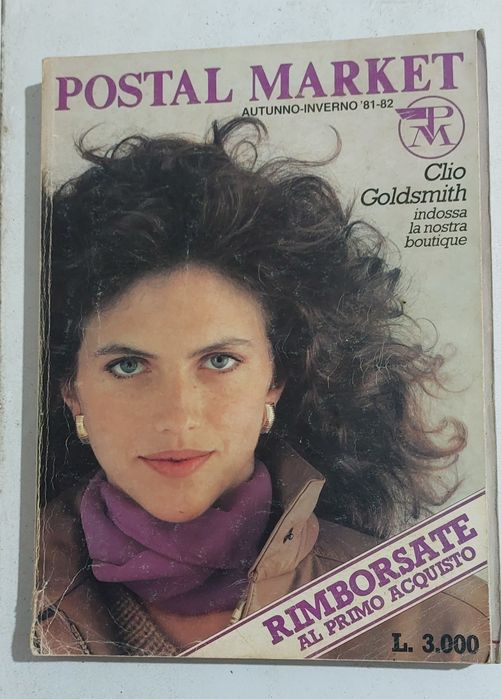 POSTAL MARKET
AUTUNNO-INVERNO '81-82
PM
Clio
Goldsmith
indossa
la nostra
boutique
RIMBORSATE
AL PRIMO ACQUISTO
L. 3.000